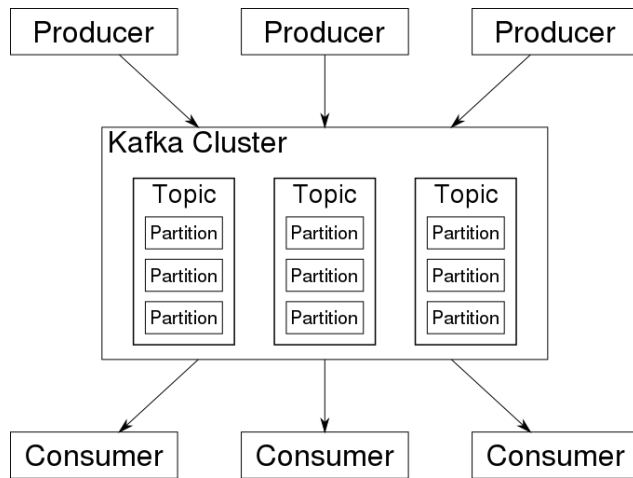 Producer Producer Producer
Kafka Cluster
Topic Topic Topic
Partition Partition Partition
Partition Partition Partition
Partition Partition Partition
Consumer Consumer Consumer